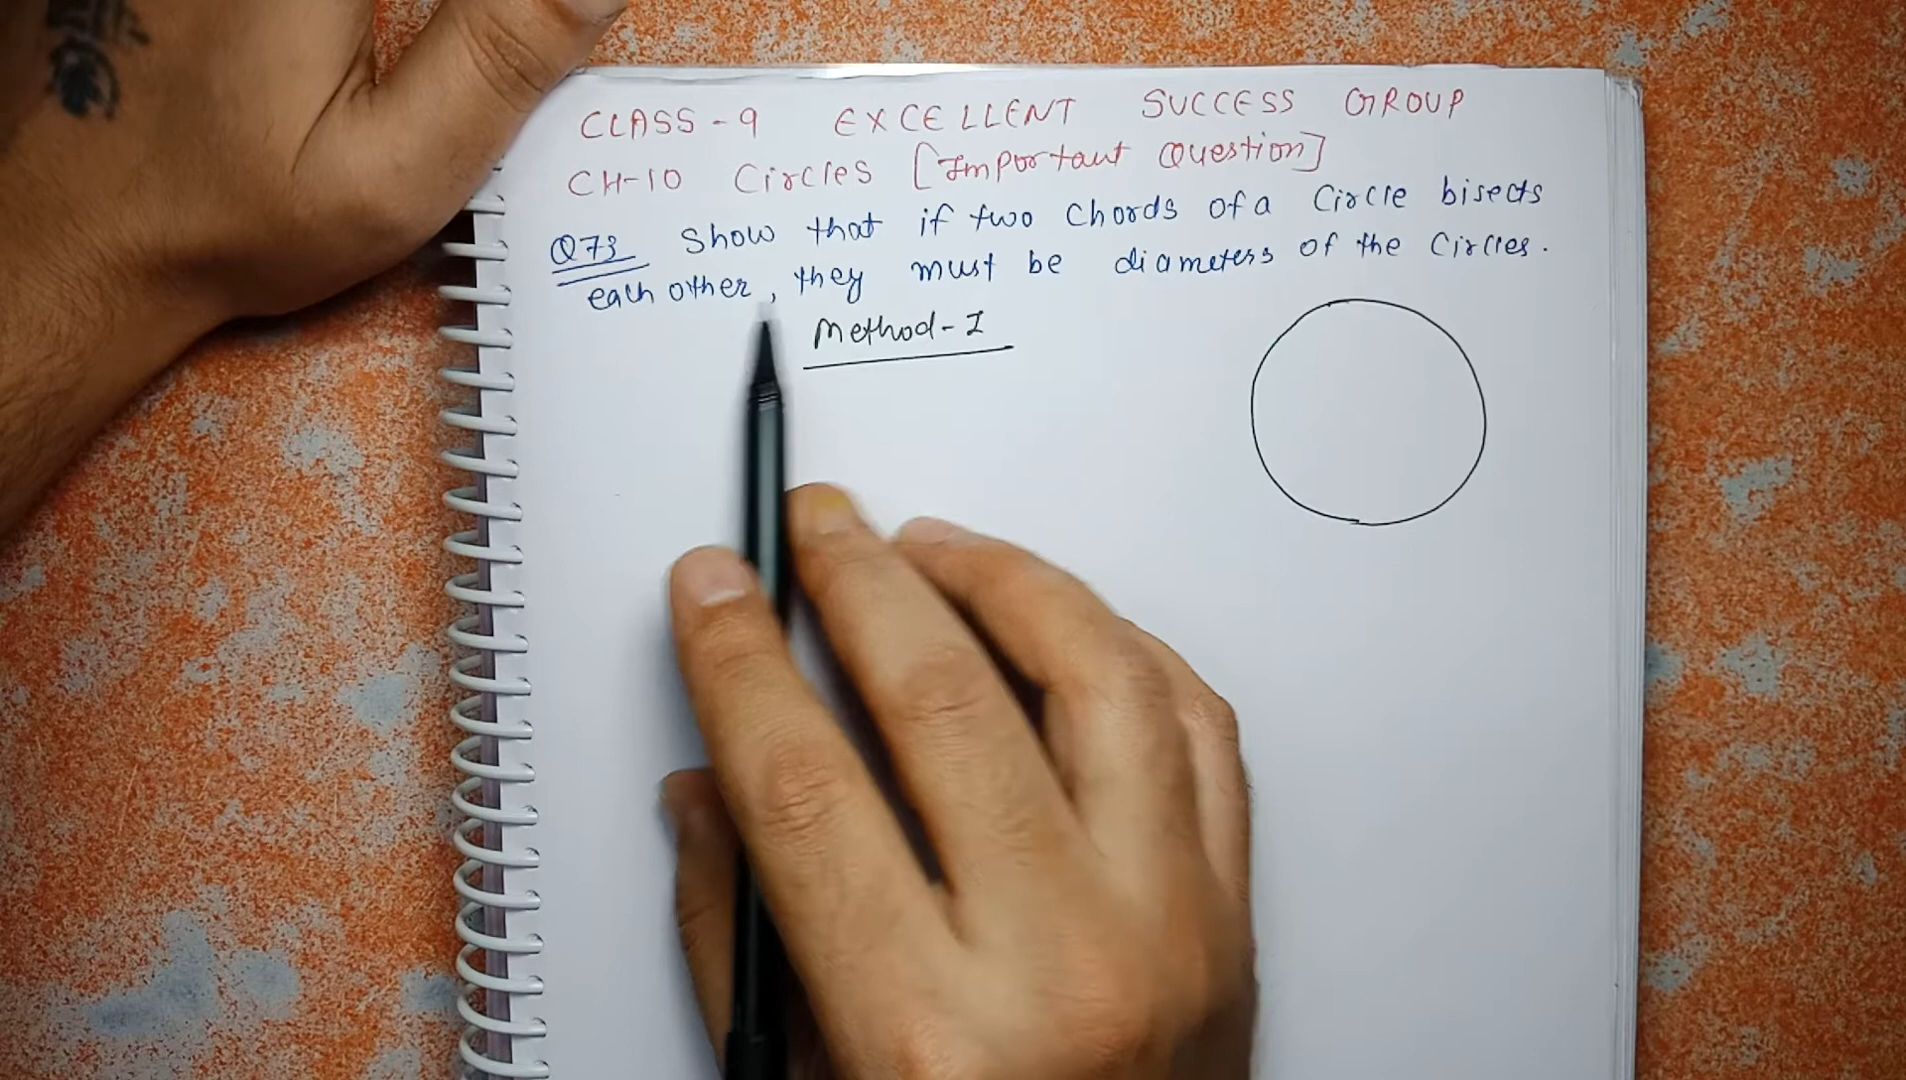 CLASS - 9 EXCELLENT SUCCESS GROUP
CH-10 Circles [Important Question]
Q73 Show that if two chords of a Circle bisects
each other, they must be diameters of the Circles.
Method - I